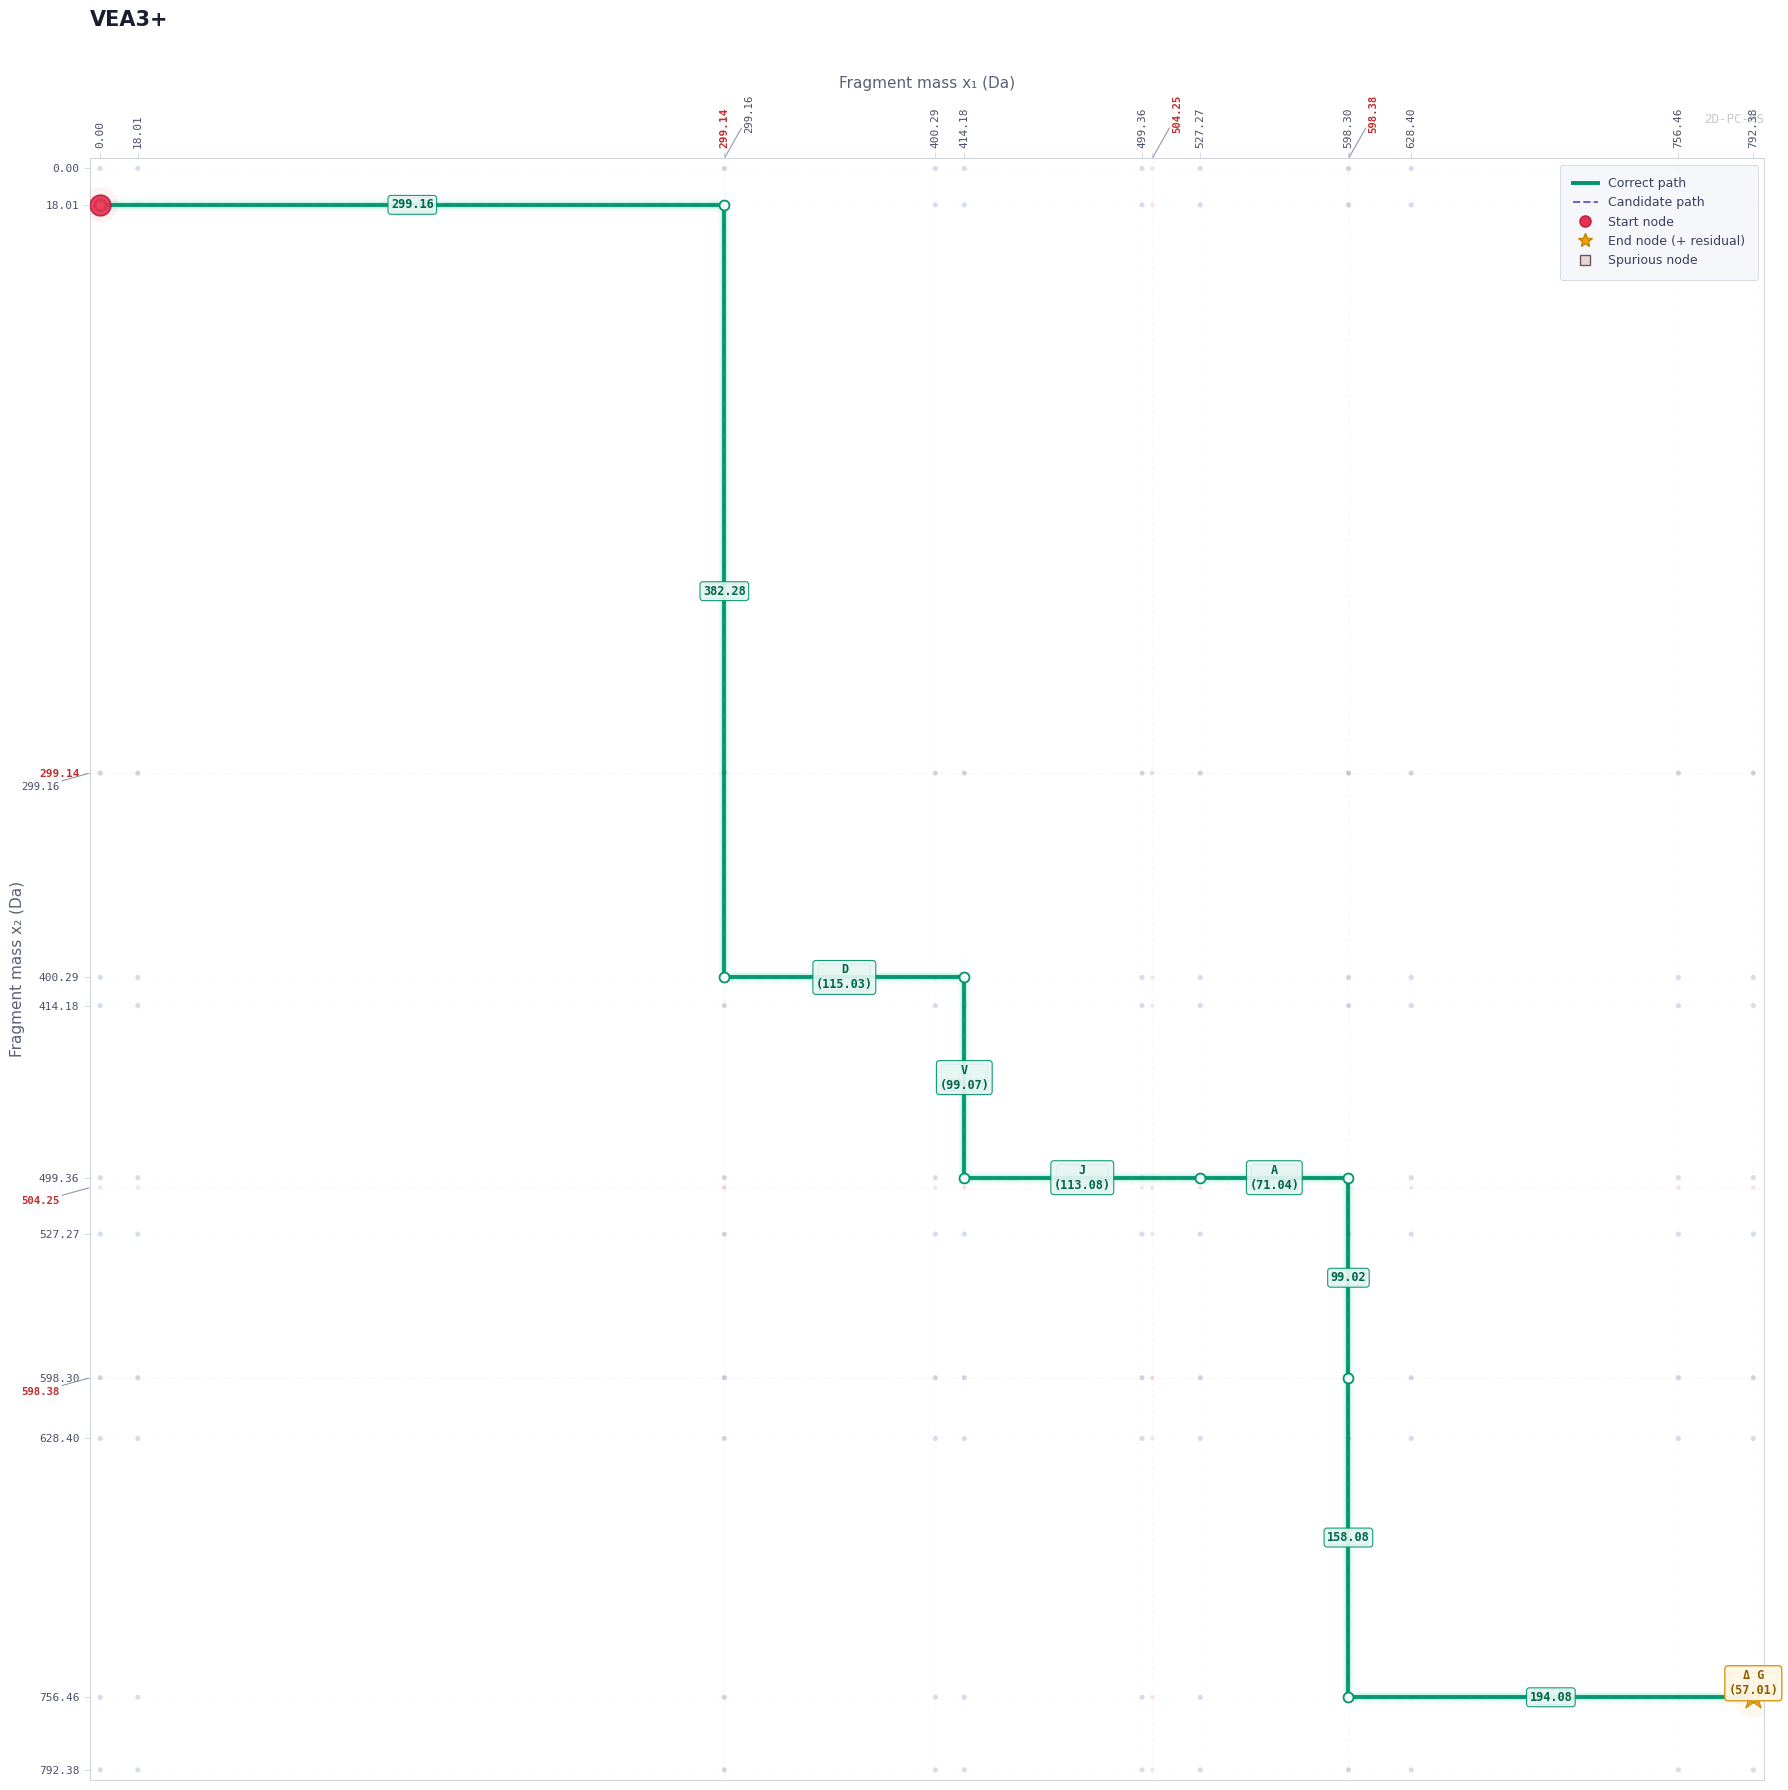 VEA3+
Fragment mass x₁ (Da)
0.00
18.01
299.14
299.16
400.29
414.18
499.36
504.25
527.27
598.30
598.38
628.40
756.46
792.38
2D-PC-MS
Correct path
Candidate path
Start node
End node (+ residual)
Spurious node
Fragment mass x₂ (Da)
0.00
18.01
299.14
299.16
400.29
414.18
499.36
504.25
527.27
598.30
598.38
628.40
756.46
792.38
299.16
382.28
D
(115.03)
V
(99.07)
J
(113.08)
A
(71.04)
99.02
158.08
194.08
Δ G
(57.01)